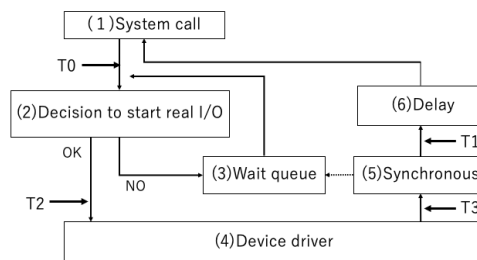 (1)System call
T0
(2)Decision to start real I/O
(6)Delay
OK
T1
NO
(3)Wait queue
(5)Synchronous
T2
T3
(4)Device driver